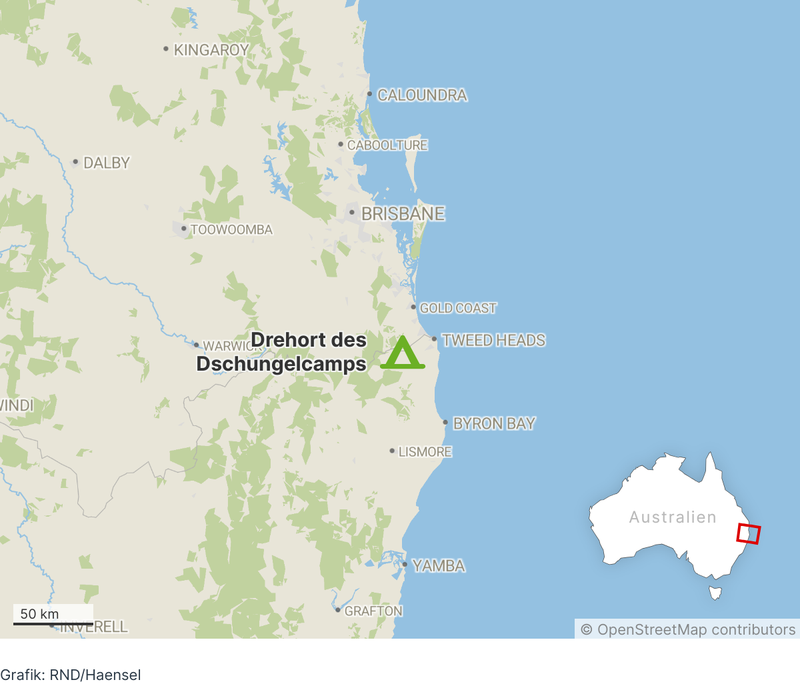 KINGAROY
CALOUNDRA
CABOOLTURE
DALBY
BRISBANE
TOOWOOMBA
GOLD COAST
Drehort des
Dschungelcamps
TWEED HEADS
WARWICK
WINDI
BYRON BAY
LISMORE
Australien
YAMBA
GRAFTON
50 km
INVERELL
© OpenStreetMap contributors
Grafik: RND/Haensel